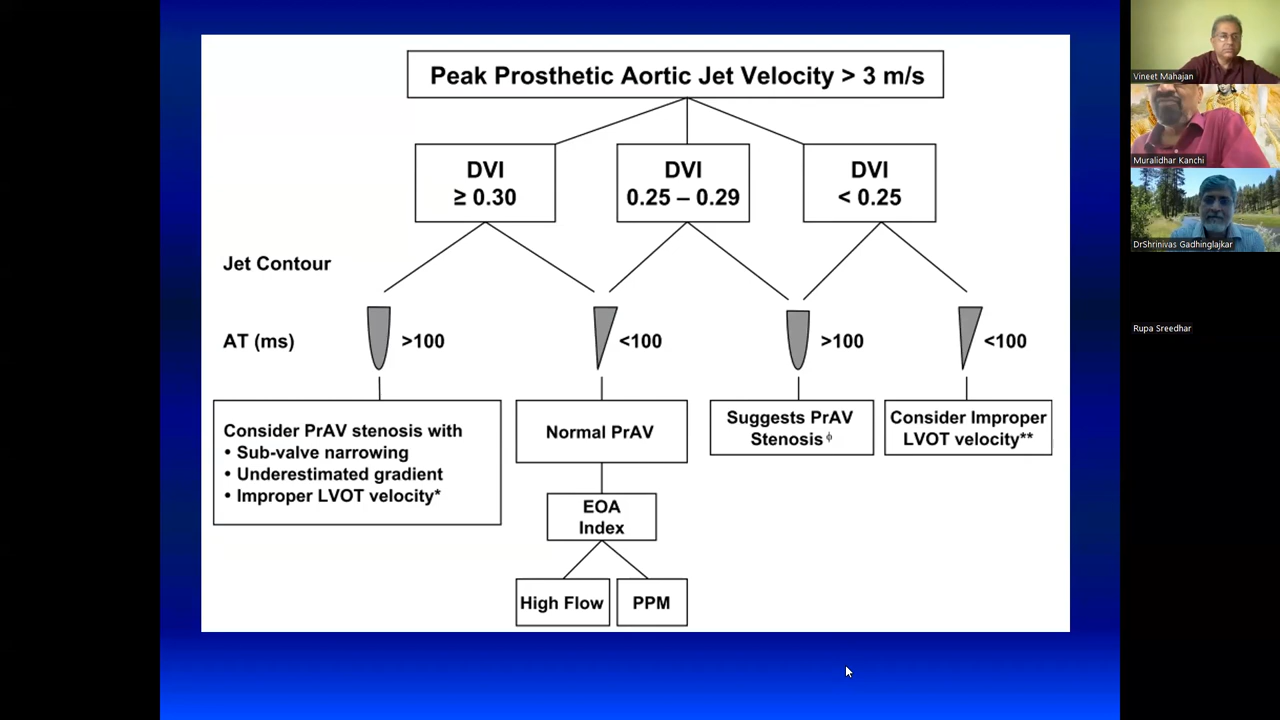 Peak Prosthetic Aortic Jet Velocity > 3 m/s
DVI
≥ 0.30
DVI
0.25 – 0.29
DVI
< 0.25
Jet Contour
AT (ms)
>100
<100
>100
<100
Consider PrAV stenosis with
• Sub-valve narrowing
• Underestimated gradient
• Improper LVOT velocity*
Normal PrAV
Suggests PrAV
Stenosisᶲ
Consider Improper
LVOT velocity**
EOA
Index
High Flow
PPM
Vineet Mahajan
Muralidhar Kanchi
DrShrinivas Gadhinglajkar
Rupa Sreedhar